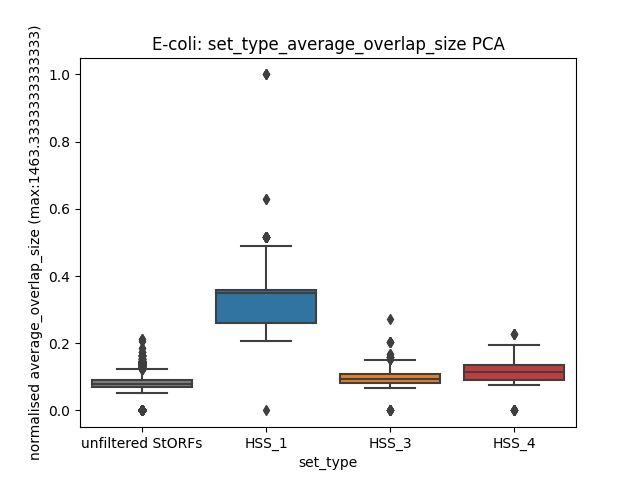 E-coli: set_type_average_overlap_size PCA
normalised average_overlap_size (max:1463.3333333333333)
1.0
0.8
0.6
0.4
0.2
0.0
unfiltered StORFs HSS_1 HSS_3 HSS_4
set_type